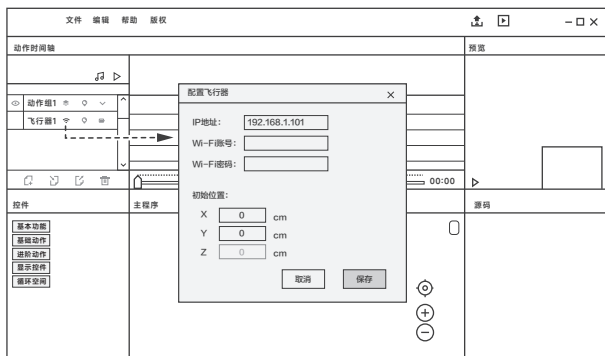 文件 编辑 帮助 版权
动作时间轴
预览
动作组1
飞行器1
配置飞行器
IP地址： 192.168.1.101
Wi-Fi账号：
Wi-Fi密码：
初始位置：
X 0 cm
Y 0 cm
Z 0 cm
取消 保存
00:00
控件
主程序
源码
基本功能
基础动作
进阶动作
显示控件
循环空间